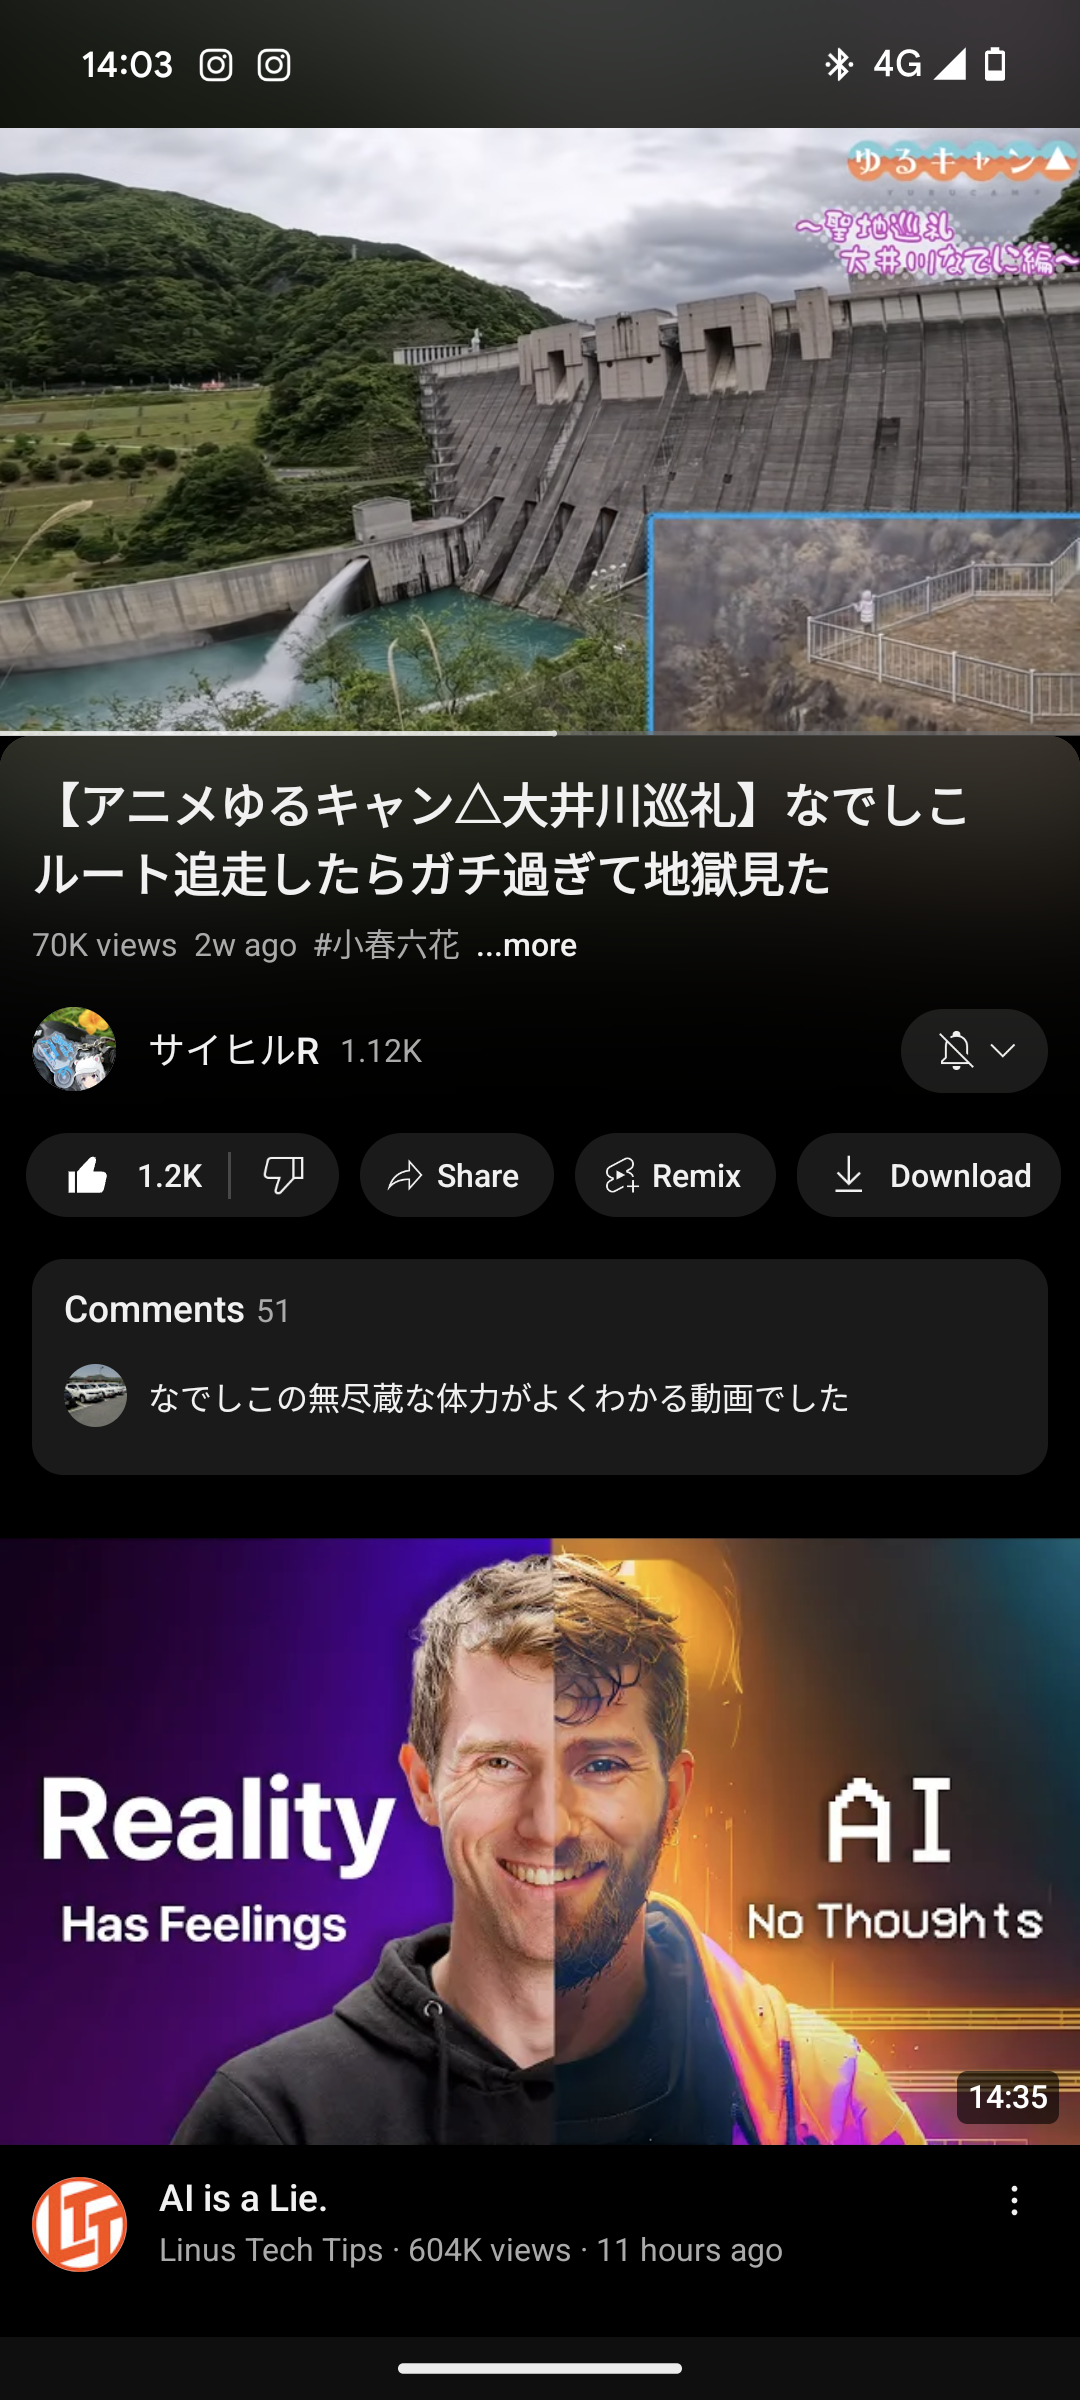 14:03
4G
ゆるキャン▲
YURUCAMP
～聖地巡礼
大井川なでしこ編～
【アニメゆるキャン△大井川巡礼】なでしこ
ルート追走したらガチ過ぎて地獄見た
70K views 2w ago #小春六花 ...more
サイヒルR 1.12K
1.2K
Share
Remix
Download
Comments 51
なでしこの無尽蔵な体力がよくわかる動画でした
Reality
Has Feelings
AI
No Thoughts
14:35
LTT
AI is a Lie.
Linus Tech Tips · 604K views · 11 hours ago